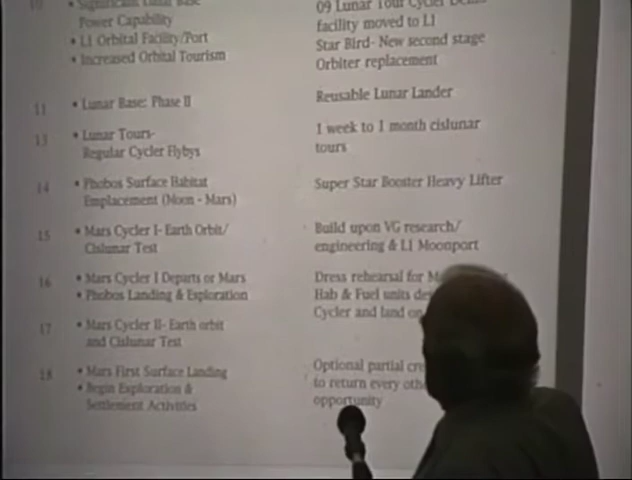 10 • Significant Lunar Base
Power Capability
• L1 Orbital Facility/Port
• Increased Orbital Tourism
09 Lunar Tour Cycler Demo
facility moved to L1
Star Bird- New second stage
Orbiter replacement
11 • Lunar Base: Phase II
Reusable Lunar Lander
13 • Lunar Tours-
Regular Cycler Flybys
1 week to 1 month cislunar
tours
14 • Phobos Surface Habitat
Emplacement (Moon - Mars)
Super Star Booster Heavy Lifter
15 • Mars Cycler I- Earth Orbit/
Cislunar Test
Build upon VG research/
engineering & L1 Moonport
16 • Mars Cycler I Departs or Mars
• Phobos Landing & Exploration
Dress rehearsal for
Hab & Fuel units
Cycler and land on
17 • Mars Cycler II- Earth orbit
and Cislunar Test
18 • Mars First Surface Landing
• Begin Exploration &
Settlement Activities
Optional partial
to return every
opportunity